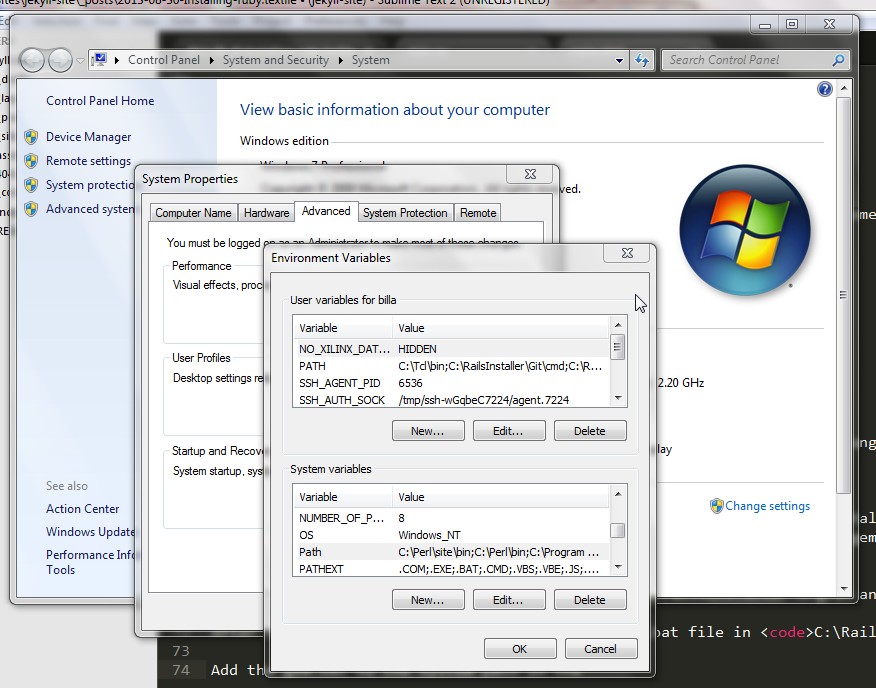 sites\jekyll-site\_posts\2013-08-30-installing-ruby.textile • (jekyll-site) - Sublime Text 2 (UNREGISTERED)
Control Panel System and Security System
Search Control Panel
Control Panel Home
Device Manager
Remote settings
System protectio
Advanced system
See also
Action Center
Windows Update
Performance Info
Tools
View basic information about your computer
Windows edition
Windows 7 Professional
Copyright © 2009 Microsoft Corporation. All rights reserved.
2.20 GHz
lay
Change settings
System Properties
Computer Name Hardware Advanced System Protection Remote
You must be logged on as an Administrator to make most of these changes.
Performance
Visual effects, proc
User Profiles
Desktop settings re
Startup and Recove
System startup, syst
Environment Variables
User variables for billa
Variable Value
NO_XILINX_DAT... HIDDEN
PATH C:\Tcl\bin;C:\RailsInstaller\Git\cmd;C:\R...
SSH_AGENT_PID 6536
SSH_AUTH_SOCK /tmp/ssh-wGqbeC7224/agent.7224
New... Edit... Delete
System variables
Variable Value
NUMBER_OF_P... 8
OS Windows_NT
Path C:\Perl\site\bin;C:\Perl\bin;C:\Program ...
PATHEXT .COM;.EXE;.BAT;.CMD;.VBS;.VBE;.JS;....
New... Edit... Delete
OK Cancel
bat file in <code>C:\Rail
73
74 Add th